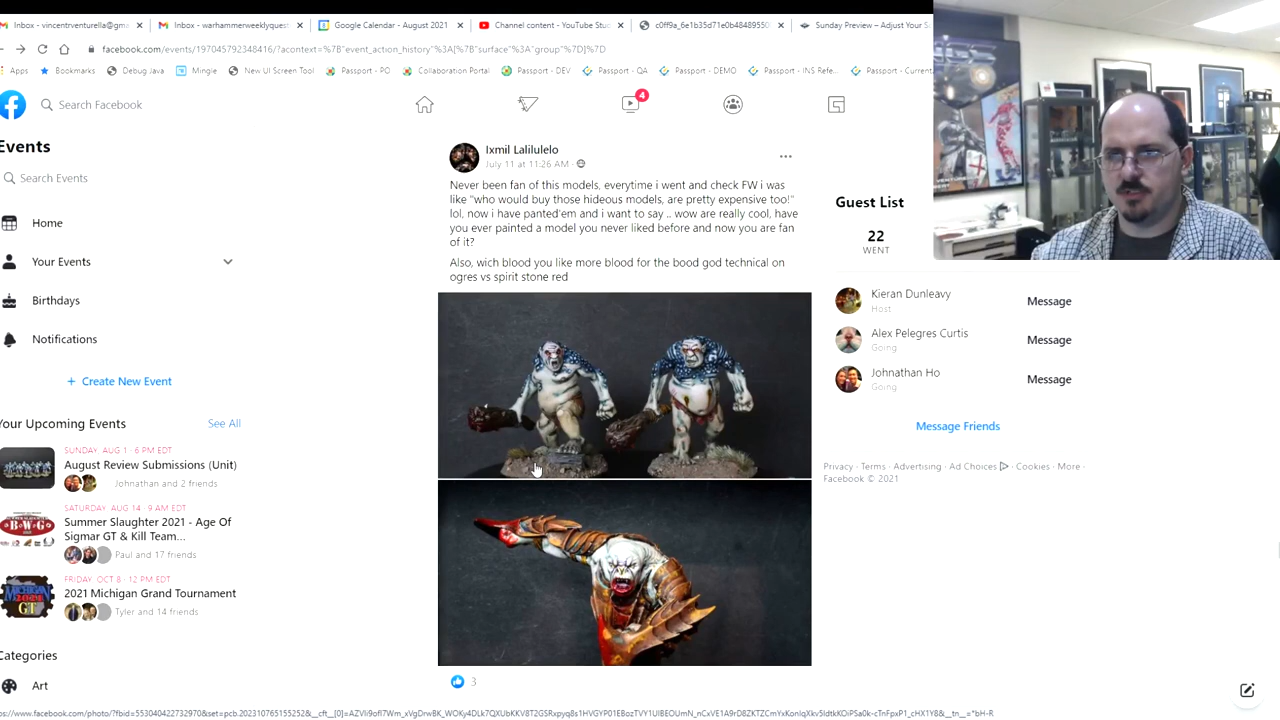 Inbox - vincentrventurella@gma
Inbox - warhammerweeklyques
Google Calendar - August 2021
Channel content - YouTube Stu
c0ff9a_6e1b35d71e0b48489550
Sunday Preview – Adjust Your S
facebook.com/events/197045792348416/?acontext=%7B"event_action_history"%3A[%7B"surface"%3A"group"%7D]%7D
Apps
Bookmarks
Debug Java
Mingle
New UI Screen Tool
Passport - PO
Collaboration Portal
Passport - DEV
Passport - QA
Passport - DEMO
Passport - INS Refe...
Passport - Current
Search Facebook
4
Events
Search Events
Home
Your Events
Birthdays
Notifications
+ Create New Event
Your Upcoming Events
See All
SUNDAY, AUG 1 · 6 PM EDT
August Review Submissions (Unit)
Johnathan and 2 friends
SATURDAY, AUG 14 · 9 AM EDT
Summer Slaughter 2021 - Age Of
Sigmar GT & Kill Team...
Paul and 17 friends
FRIDAY, OCT 8 · 12 PM EDT
2021 Michigan Grand Tournament
Tyler and 14 friends
Categories
Art
Ixmil Lalilulelo
July 11 at 11:26 AM ·
Never been fan of this models, everytime i went and check FW i was
like "who would buy those hideous models, are pretty expensive too!"
lol, now i have panted'em and i want to say .. wow are really cool, have
you ever painted a model you never liked before and now you are fan
of it?
Also, wich blood you like more blood for the bood god technical on
ogres vs spirit stone red
3
Guest List
22
WENT
Kieran Dunleavy
Host
Message
Alex Pelegres Curtis
Going
Message
Johnathan Ho
Going
Message
Message Friends
Privacy · Terms · Advertising · Ad Choices · Cookies · More ·
Facebook © 2021